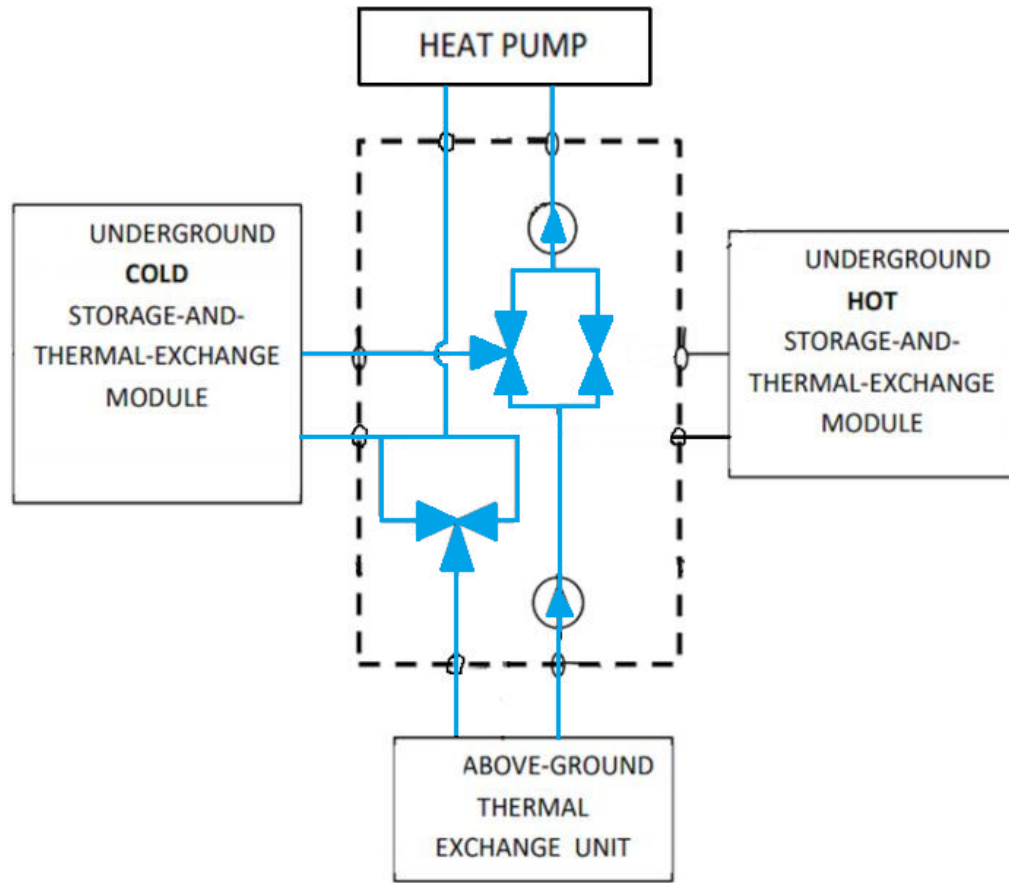 HEAT PUMP
UNDERGROUND
COLD
STORAGE-AND-
THERMAL-EXCHANGE
MODULE
UNDERGROUND
HOT
STORAGE-AND-
THERMAL-EXCHANGE
MODULE
ABOVE-GROUND
THERMAL
EXCHANGE UNIT